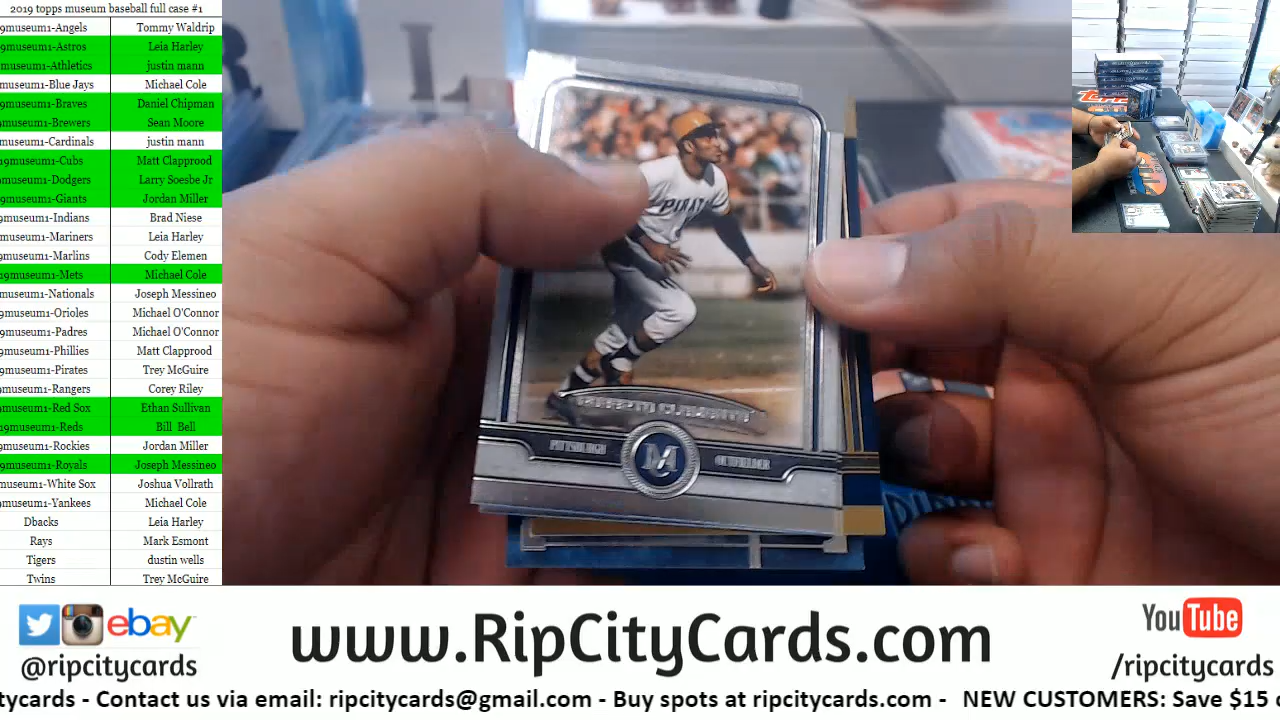 2019 topps museum baseball full case #1
9museum1-Angels Tommy Waldrip
9museum1-Astros Leia Harley
museum1-Athletics justin mann
museum1-Blue Jays Michael Cole
9museum1-Braves Daniel Chipman
museum1-Brewers Sean Moore
museum1-Cardinals justin mann
19museum1-Cubs Matt Clapprood
museum1-Dodgers Larry Soesbe Jr
9museum1-Giants Jordan Miller
9museum1-Indians Brad Niese
museum1-Mariners Leia Harley
museum1-Marlins Cody Elemen
19museum1-Mets Michael Cole
museum1-Nationals Joseph Messineo
museum1-Orioles Michael O'Connor
museum1-Padres Michael O'Connor
museum1-Phillies Matt Clapprood
museum1-Pirates Trey McGuire
museum1-Rangers Corey Riley
museum1-Red Sox Ethan Sullivan
19museum1-Reds Bill Bell
museum1-Rockies Jordan Miller
9museum1-Royals Joseph Messineo
museum1-White Sox Joshua Vollrath
museum1-Yankees Michael Cole
Dbacks Leia Harley
Rays Mark Esmont
Tigers dustin wells
Twins Trey McGuire
PIRAT
ROBERTO CLEMENTE
PITTSBURGH M OUTFIELDER
ebay
@ripcitycards
www.RipCityCards.com
YouTube
/ripcitycards
tycards - Contact us via email: ripcitycards@gmail.com - Buy spots at ripcitycards.com - NEW CUSTOMERS: Save $15